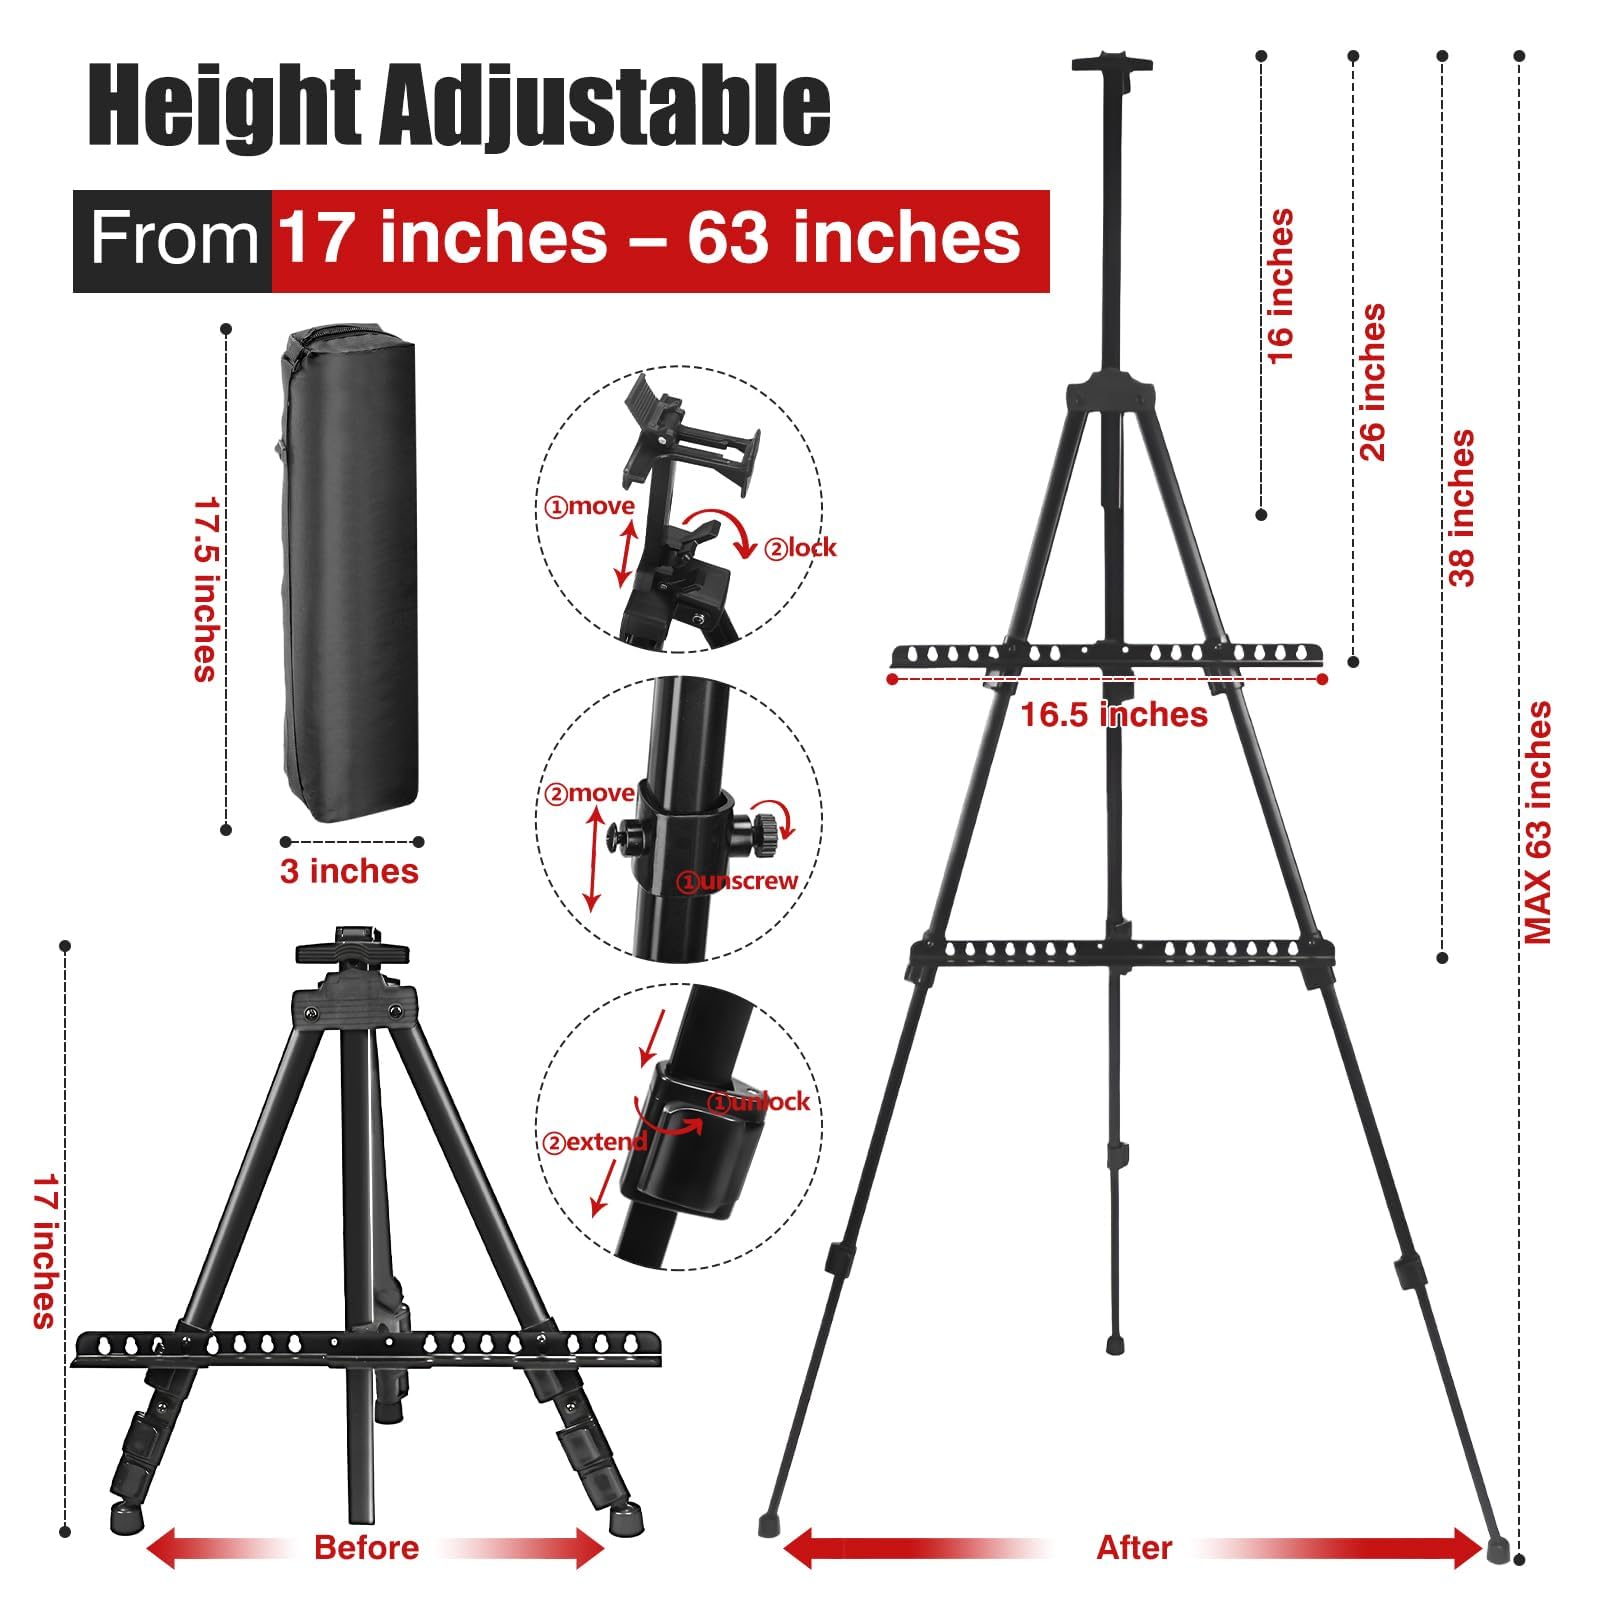 Height Adjustable
From 17 inches – 63 inches
17.5 inches
3 inches
①move
②lock
②move
①unscrew
①unlock
②extend
17 inches
Before
16 inches
26 inches
38 inches
MAX 63 inches
16.5 inches
After